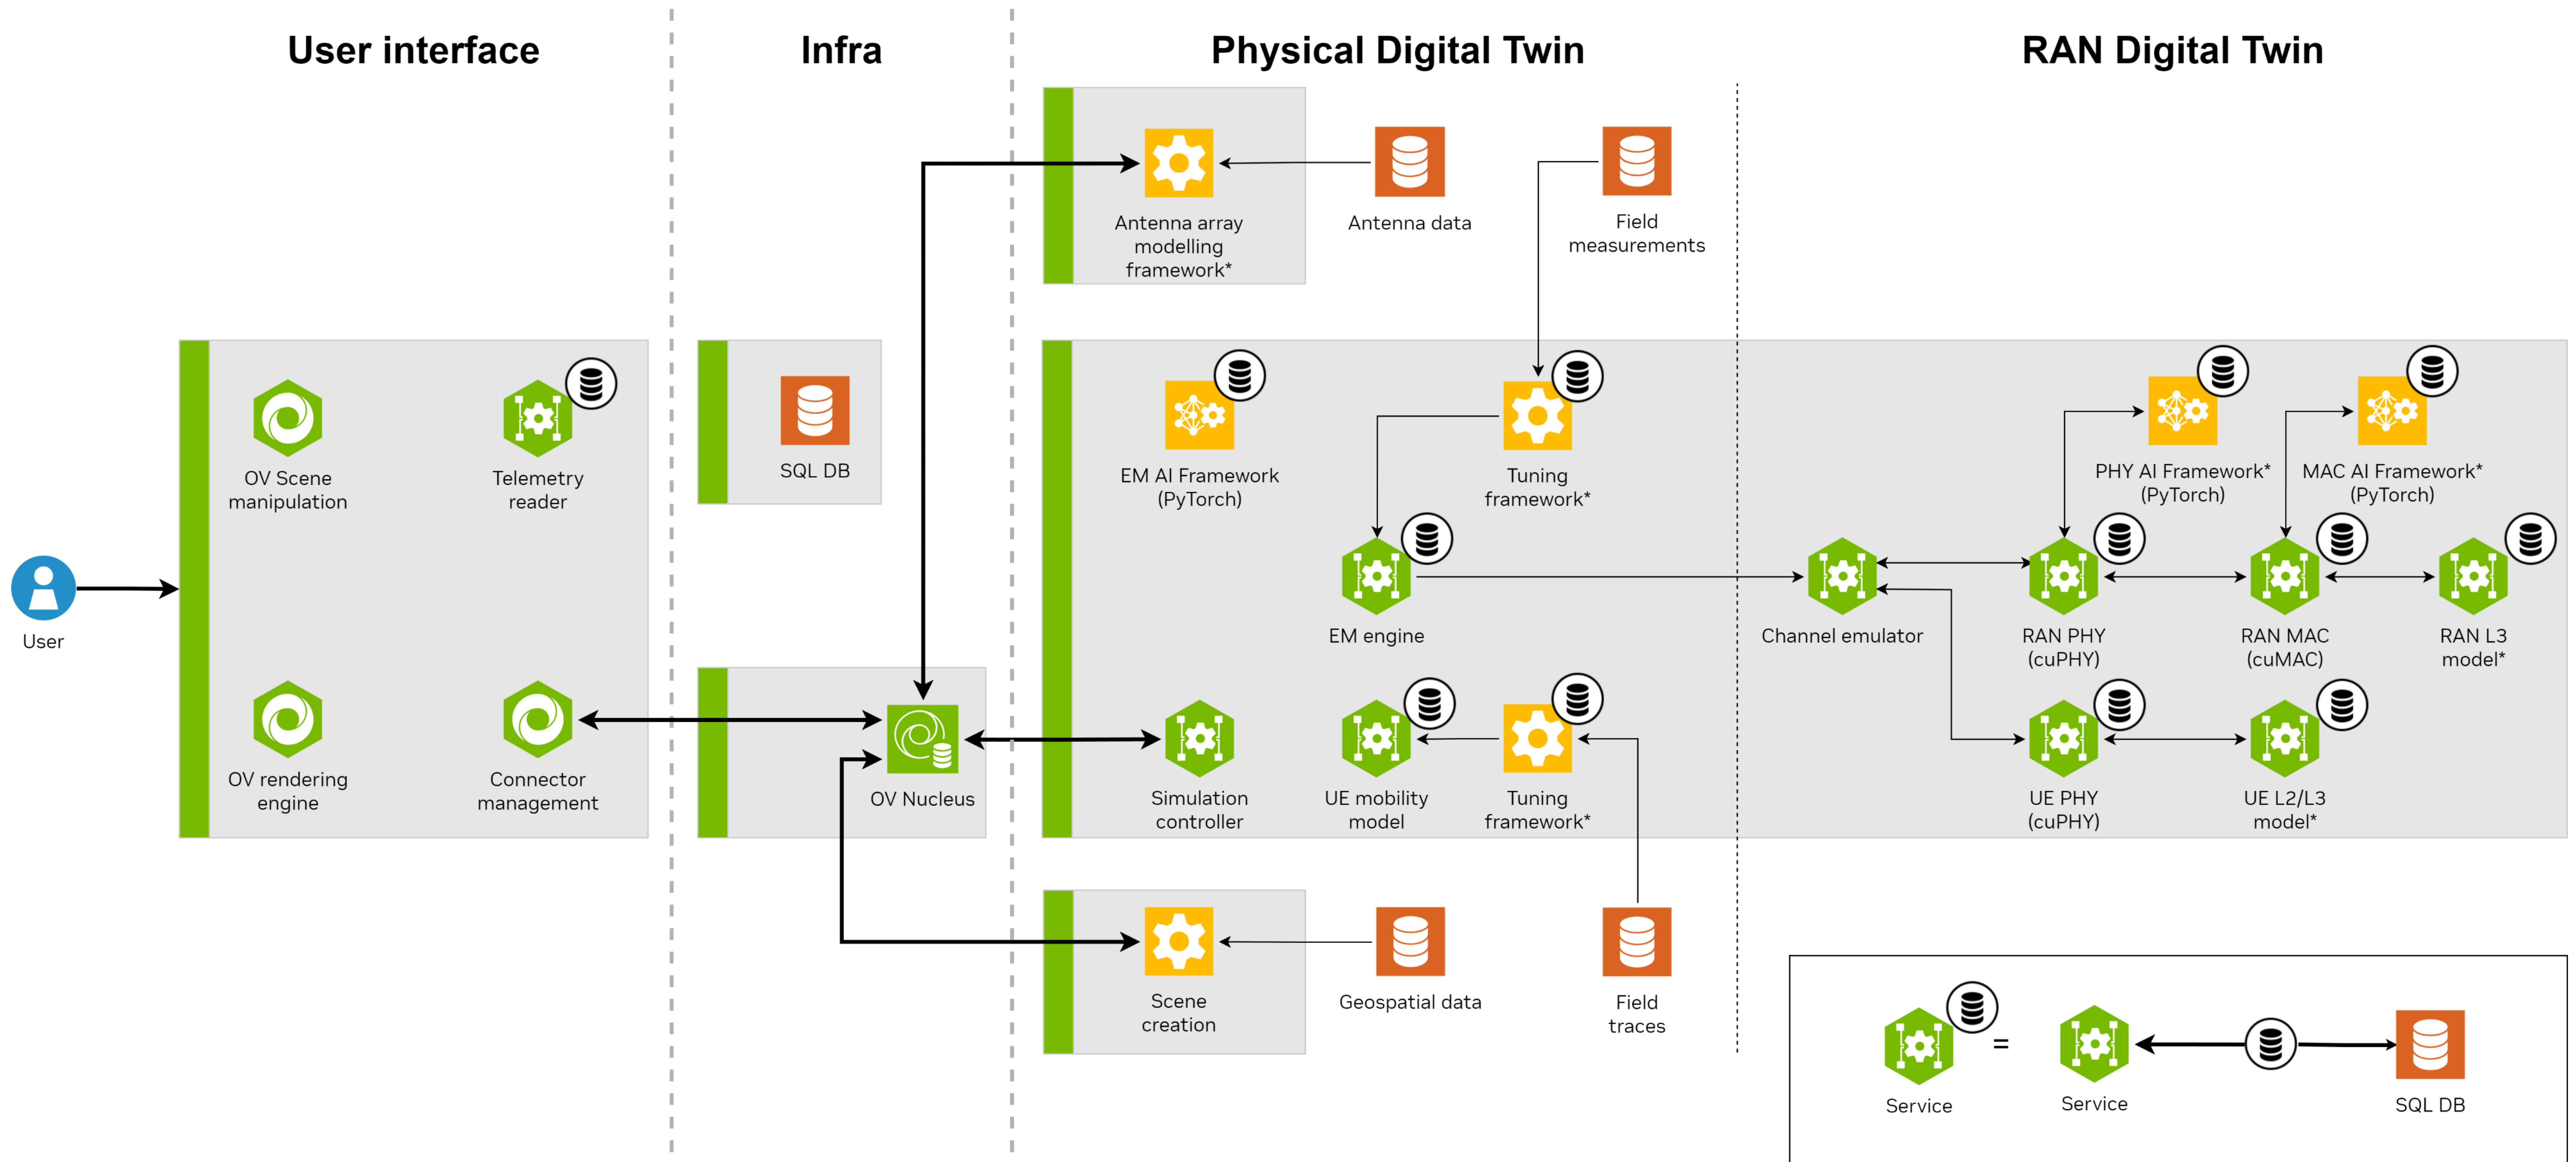 User interface
Infra
Physical Digital Twin
RAN Digital Twin
Antenna array
modelling
framework*
Antenna data
Field
measurements
OV Scene
manipulation
Telemetry
reader
SQL DB
EM AI Framework
(PyTorch)
Tuning
framework*
PHY AI Framework*
(PyTorch)
MAC AI Framework*
(PyTorch)
User
EM engine
Channel emulator
RAN PHY
(cuPHY)
RAN MAC
(cuMAC)
RAN L3
model*
OV rendering
engine
Connector
management
OV Nucleus
Simulation
controller
UE mobility
model
Tuning
framework*
UE PHY
(cuPHY)
UE L2/L3
model*
Scene
creation
Geospatial data
Field
traces
=
Service
Service
SQL DB